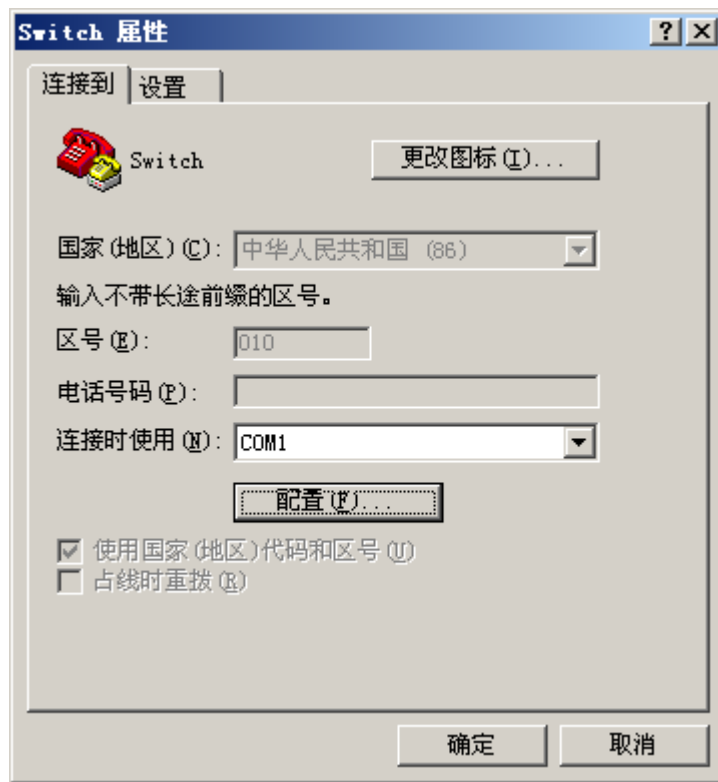 Switch 属性
连接到 设置
Switch 更改图标(I)...
国家(地区)(C): 中华人民共和国 (86)
输入不带长途前缀的区号。
区号(E): 010
电话号码(P):
连接时使用(N): COM1
配置(F)...
使用国家(地区)代码和区号(U)
占线时重拨(R)
确定 取消